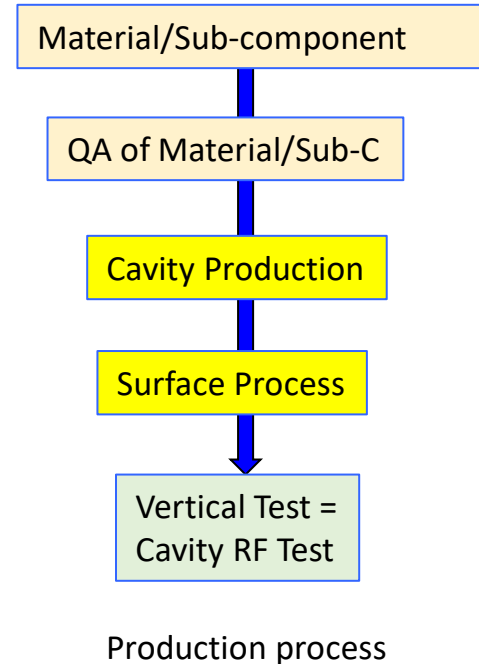 Material/Sub-component
QA of Material/Sub-C
Cavity Production
Surface Process
Vertical Test =
Cavity RF Test
Production process